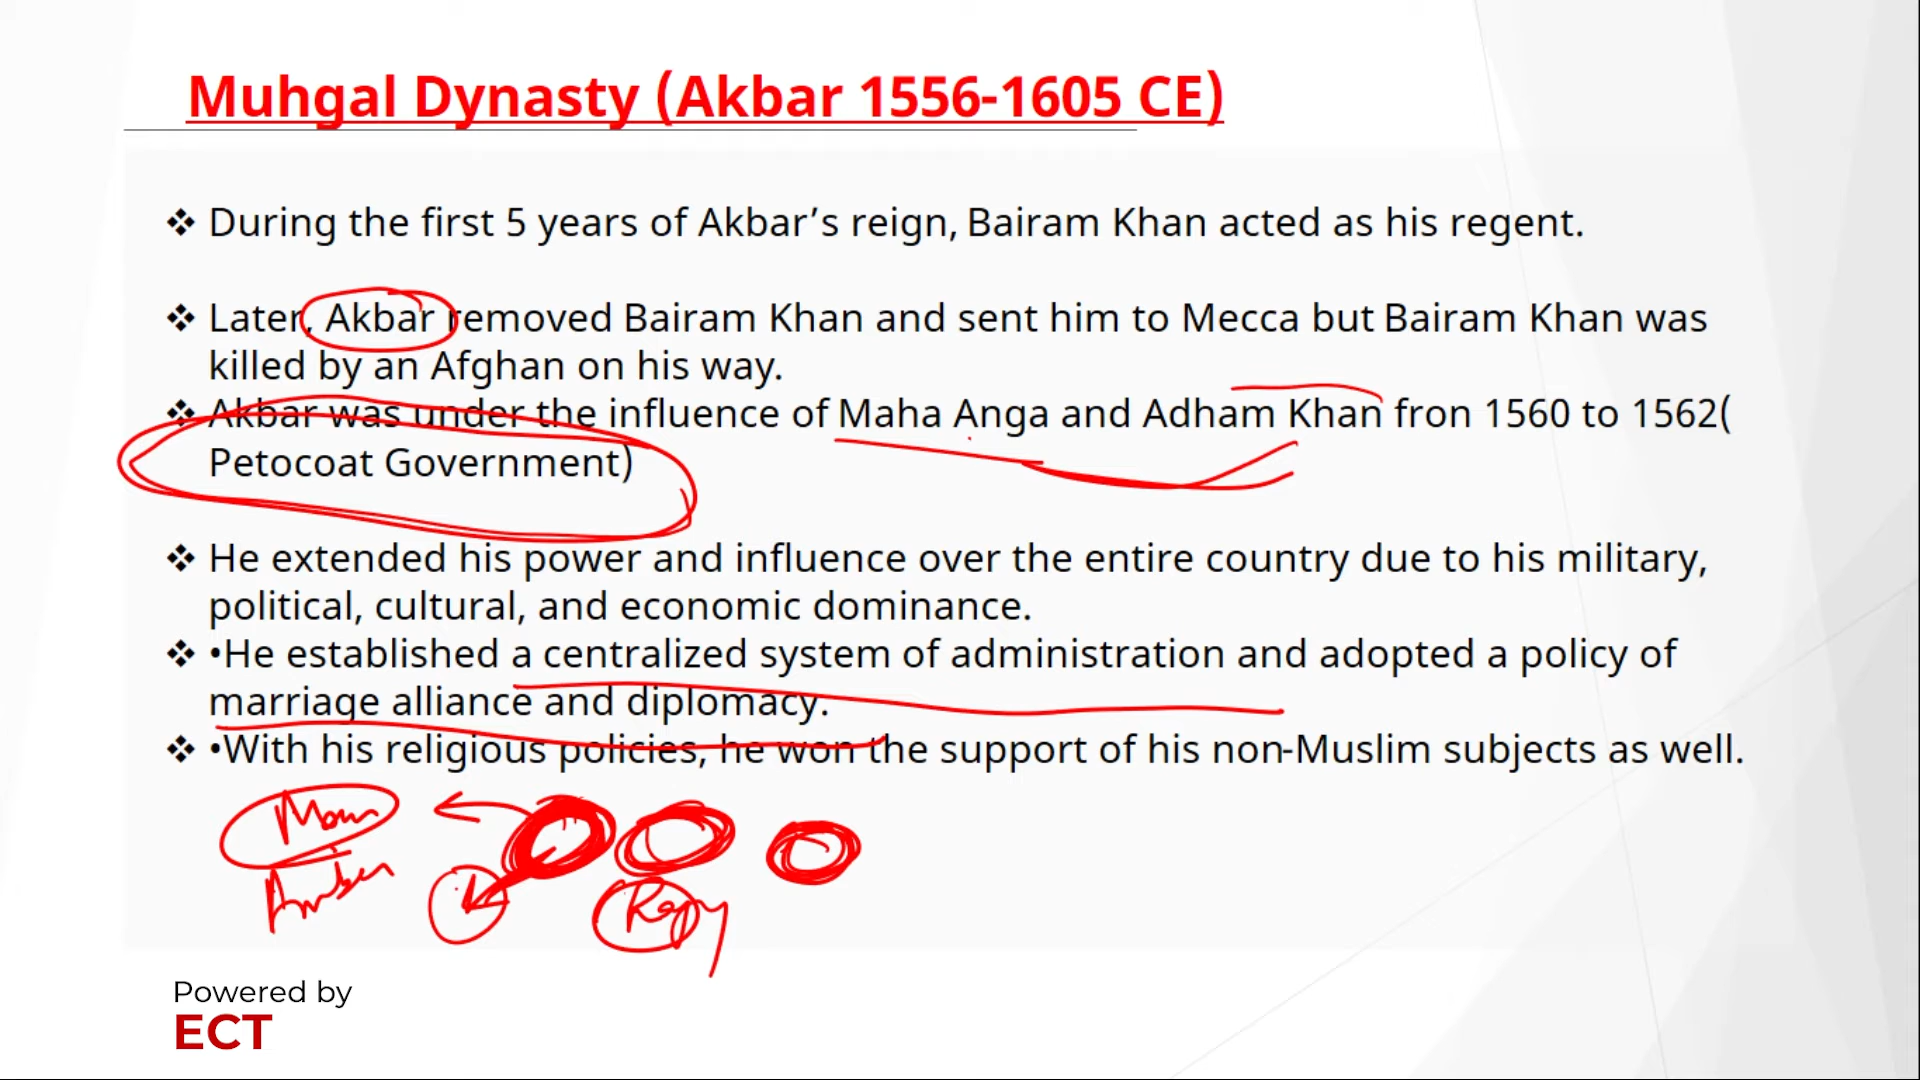 Muhgal Dynasty (Akbar 1556-1605 CE)
❖ During the first 5 years of Akbar’s reign, Bairam Khan acted as his regent.
❖ Later, Akbar removed Bairam Khan and sent him to Mecca but Bairam Khan was
killed by an Afghan on his way.
❖ Akbar was under the influence of Maha Anga and Adham Khan fron 1560 to 1562(
Petocoat Government)
❖ He extended his power and influence over the entire country due to his military,
political, cultural, and economic dominance.
❖ •He established a centralized system of administration and adopted a policy of
marriage alliance and diplomacy.
❖ •With his religious policies, he won the support of his non-Muslim subjects as well.
Powered by
ECT